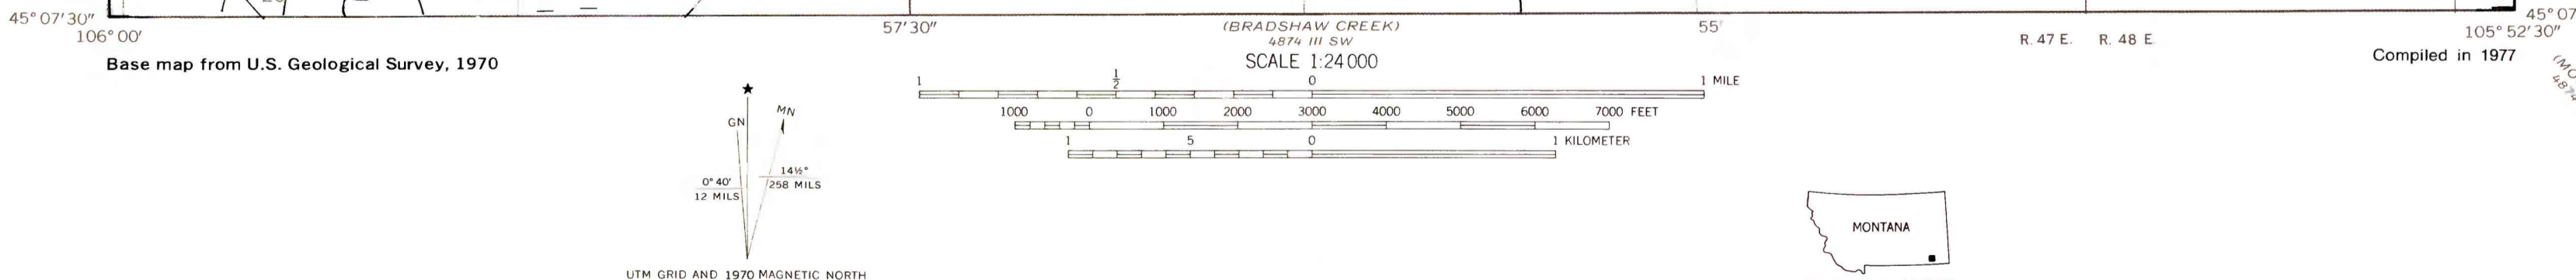 45° 07′ 30″
106° 00′
57′ 30″
(BRADSHAW CREEK)
4874 III SW
55′
R. 47 E. R. 48 E.
45° 07′
105° 52′ 30″
Base map from U.S. Geological Survey, 1970
SCALE 1:24 000
Compiled in 1977
1 ½ 0 1 MILE
1000 0 1000 2000 3000 4000 5000 6000 7000 FEET
1 5 0 1 KILOMETER
★
GN MN
0° 40′
12 MILS
14½°
258 MILS
UTM GRID AND 1970 MAGNETIC NORTH
MONTANA